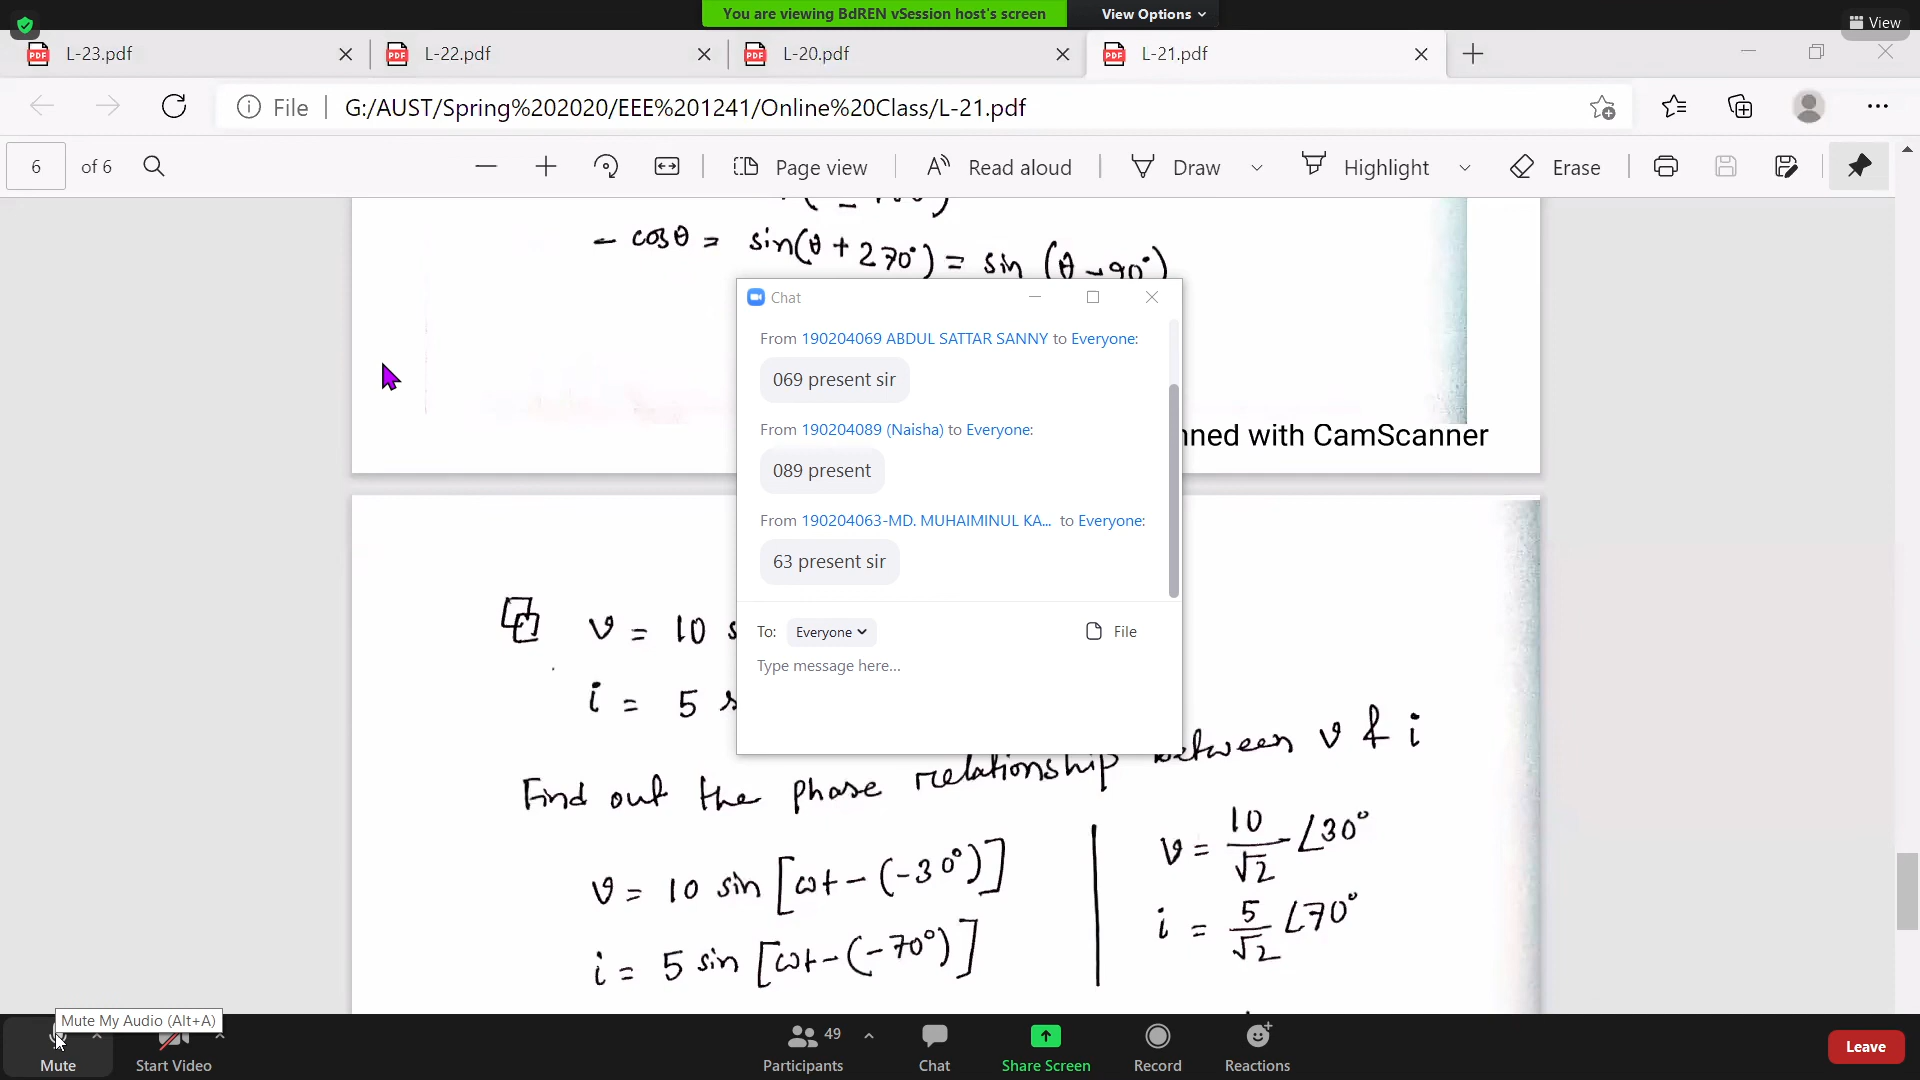 You are viewing BdREN vSession host's screen
View Options
View
L-23.pdf
L-22.pdf
L-20.pdf
L-21.pdf
File
G:/AUST/Spring%202020/EEE%201241/Online%20Class/L-21.pdf
6 of 6
Page view
Read aloud
Draw
Highlight
Erase
- cosθ = sin(θ + 270°) = sin (θ - 90°)
Chat
From 190204069 ABDUL SATTAR SANNY to Everyone:
069 present sir
From 190204089 (Naisha) to Everyone:
089 present
From 190204063-MD. MUHAIMINUL KA... to Everyone:
63 present sir
To: Everyone
File
Type message here...
nned with CamScanner
v = 10
i = 5
Find out the phase relationship between v & i
v = 10 sin [ωt - (-30°)]
i = 5 sin [ωt - (-70°)]
v = 10/√2 ∠30°
i = 5/√2 ∠70°
Mute My Audio (Alt+A)
Mute
Start Video
49
Participants
Chat
Share Screen
Record
Reactions
Leave